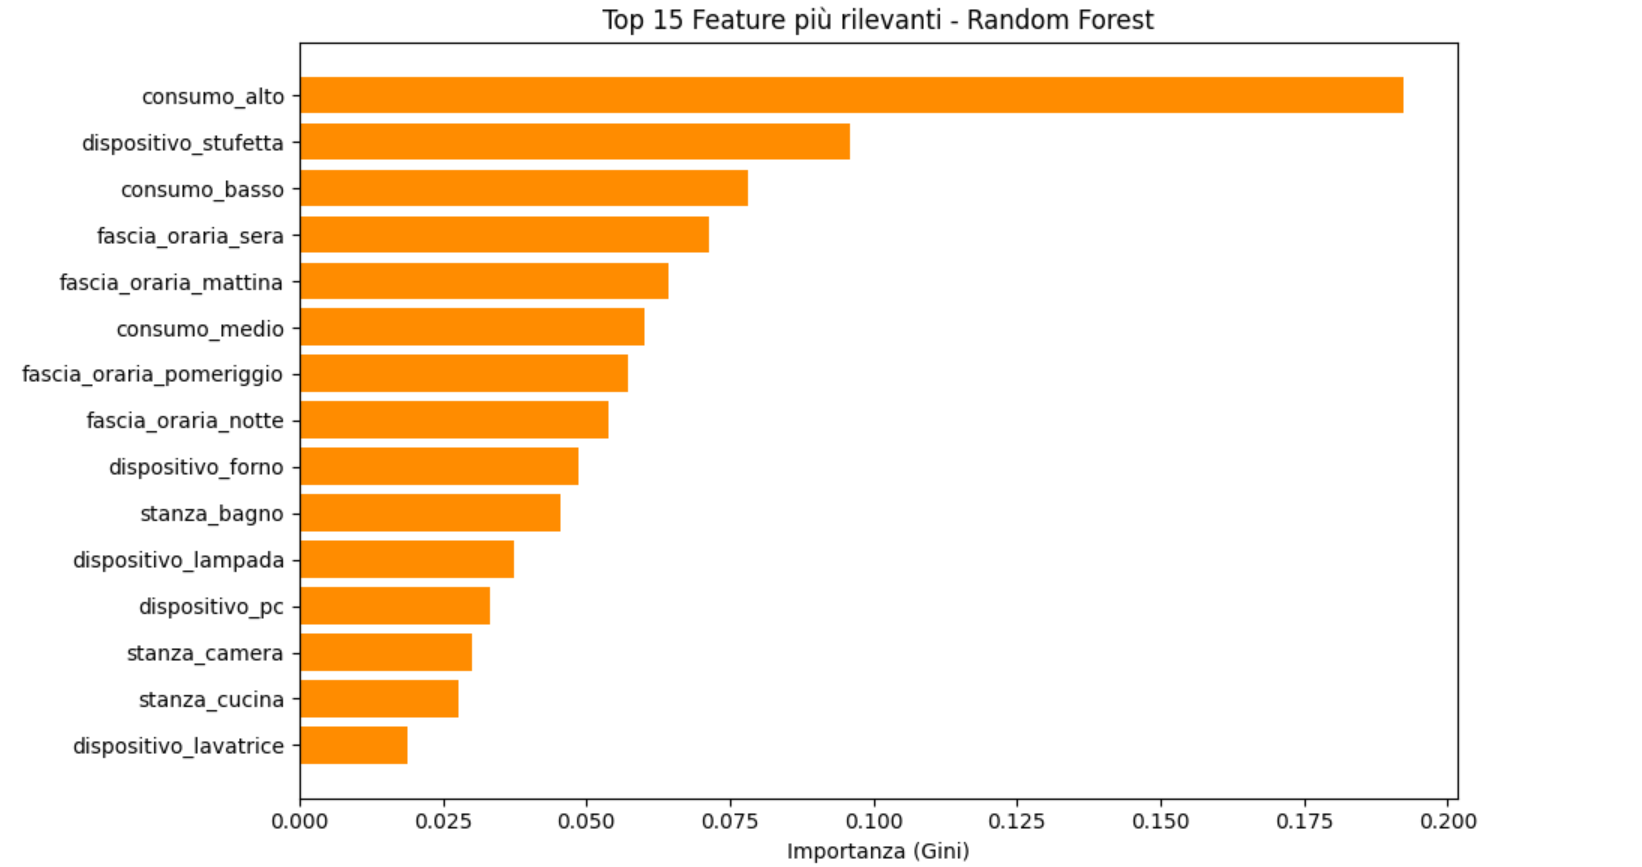 Top 15 Feature più rilevanti - Random Forest
consumo_alto
dispositivo_stufetta
consumo_basso
fascia_oraria_sera
fascia_oraria_mattina
consumo_medio
fascia_oraria_pomeriggio
fascia_oraria_notte
dispositivo_forno
stanza_bagno
dispositivo_lampada
dispositivo_pc
stanza_camera
stanza_cucina
dispositivo_lavatrice
0.000 0.025 0.050 0.075 0.100 0.125 0.150 0.175 0.200
Importanza (Gini)